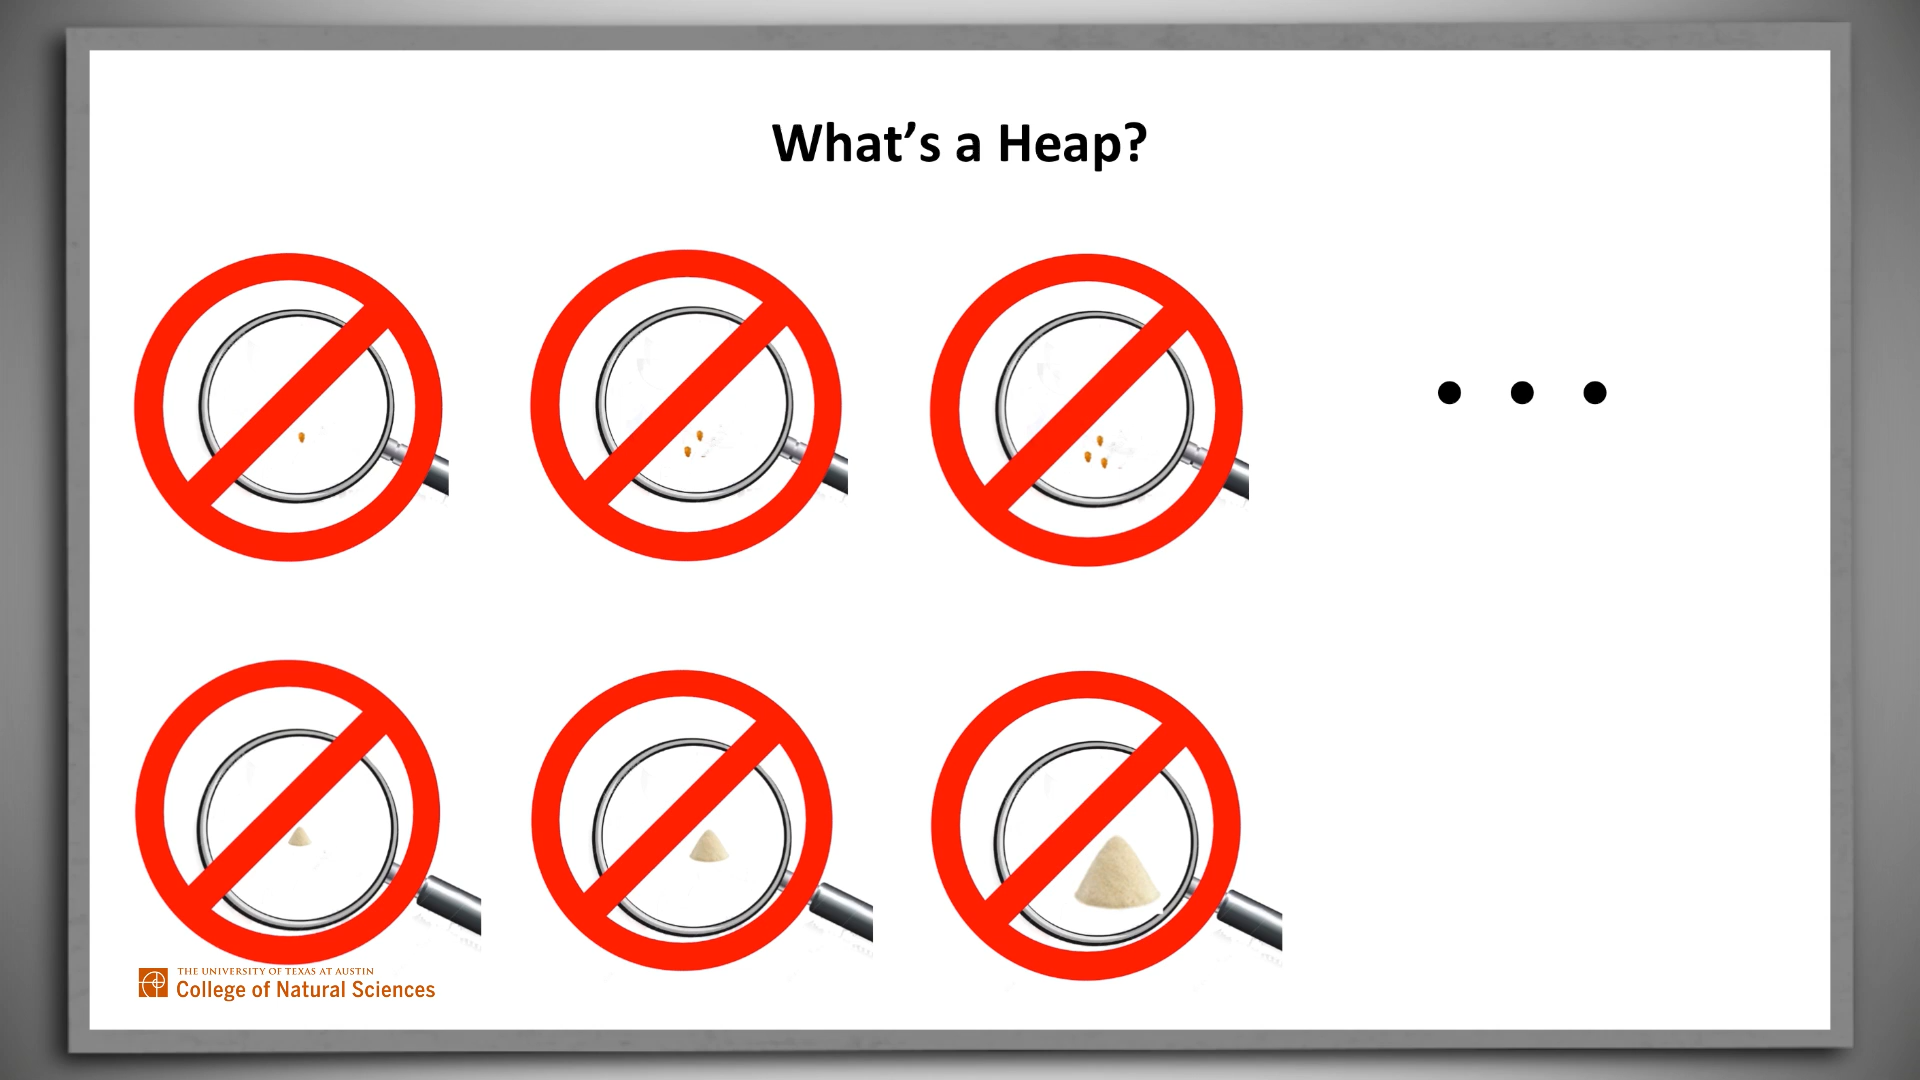 What’s a Heap?
THE UNIVERSITY OF TEXAS AT AUSTIN
College of Natural Sciences